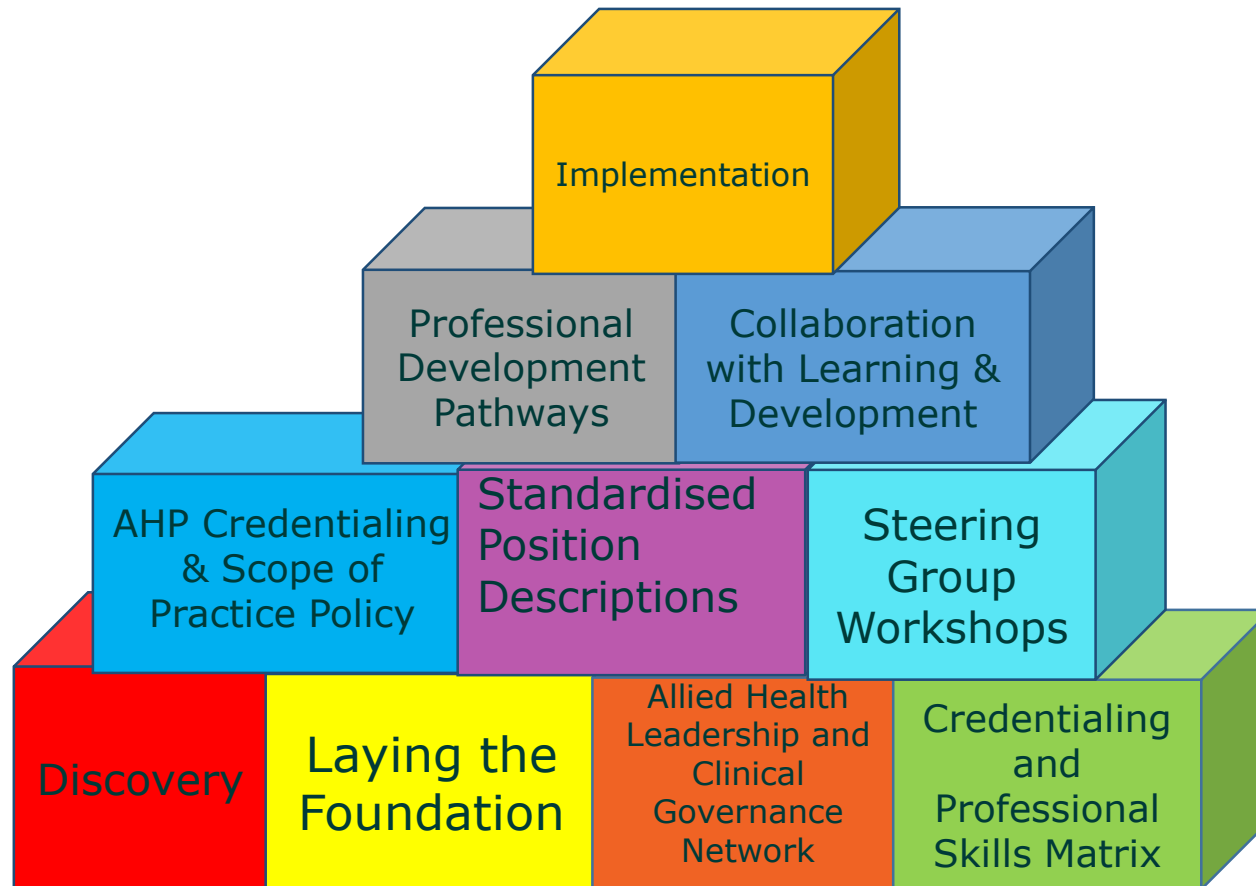 Implementation
Professional
Development
Pathways
Collaboration
with Learning &
Development
AHP Credentialing
& Scope of
Practice Policy
Standardised
Position
Descriptions
Steering
Group
Workshops
Discovery
Laying the
Foundation
Allied Health
Leadership and
Clinical
Governance
Network
Credentialing
and
Professional
Skills Matrix